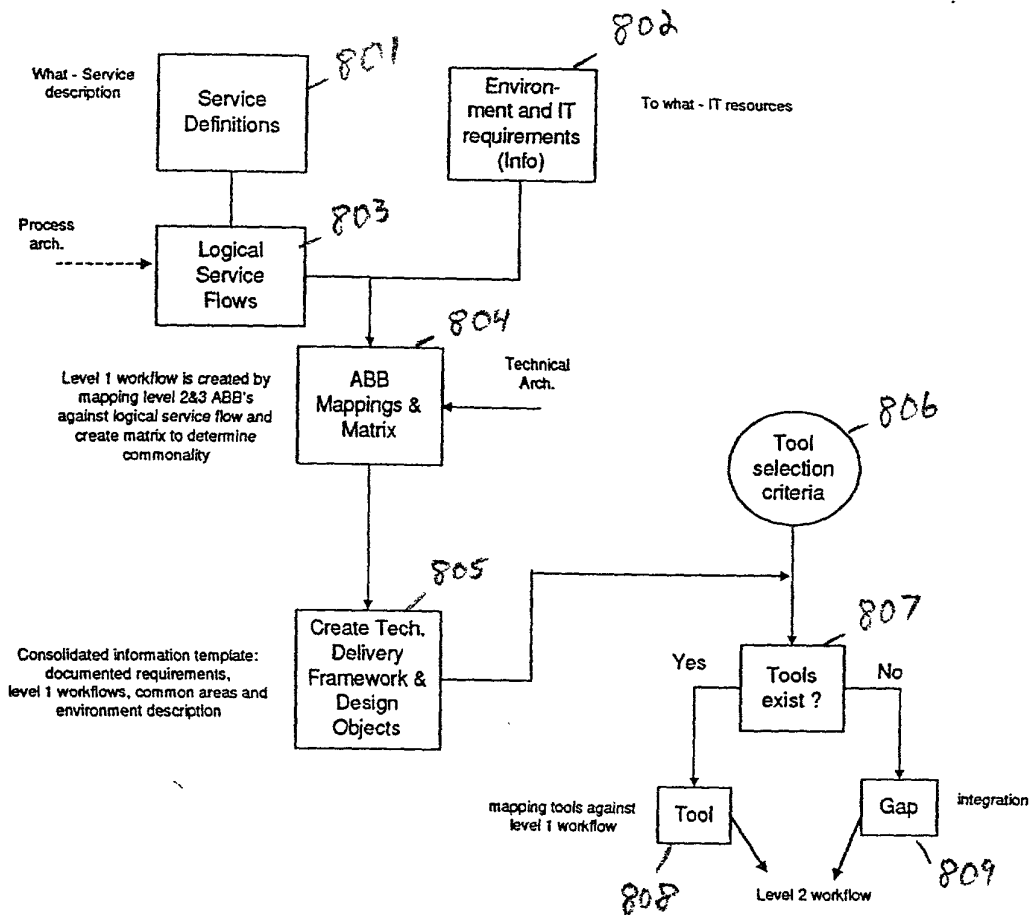 802
801
What - Service
description
Service
Definitions
Environ-
ment and IT
requirements
(Info)
To what - IT resources
803
Process
arch.
Logical
Service
Flows
804
Level 1 workflow is created by
mapping level 2&3 ABB's
against logical service flow and
create matrix to determine
commonality
ABB
Mappings &
Matrix
Technical
Arch.
806
Tool
selection
criteria
805
Consolidated information template:
documented requirements,
level 1 workflows, common areas and
environment description
Create Tech.
Delivery
Framework &
Design
Objects
807
Yes
Tools
exist ?
No
mapping tools against
level 1 workflow
Tool
Gap
integration
808
Level 2 workflow
809